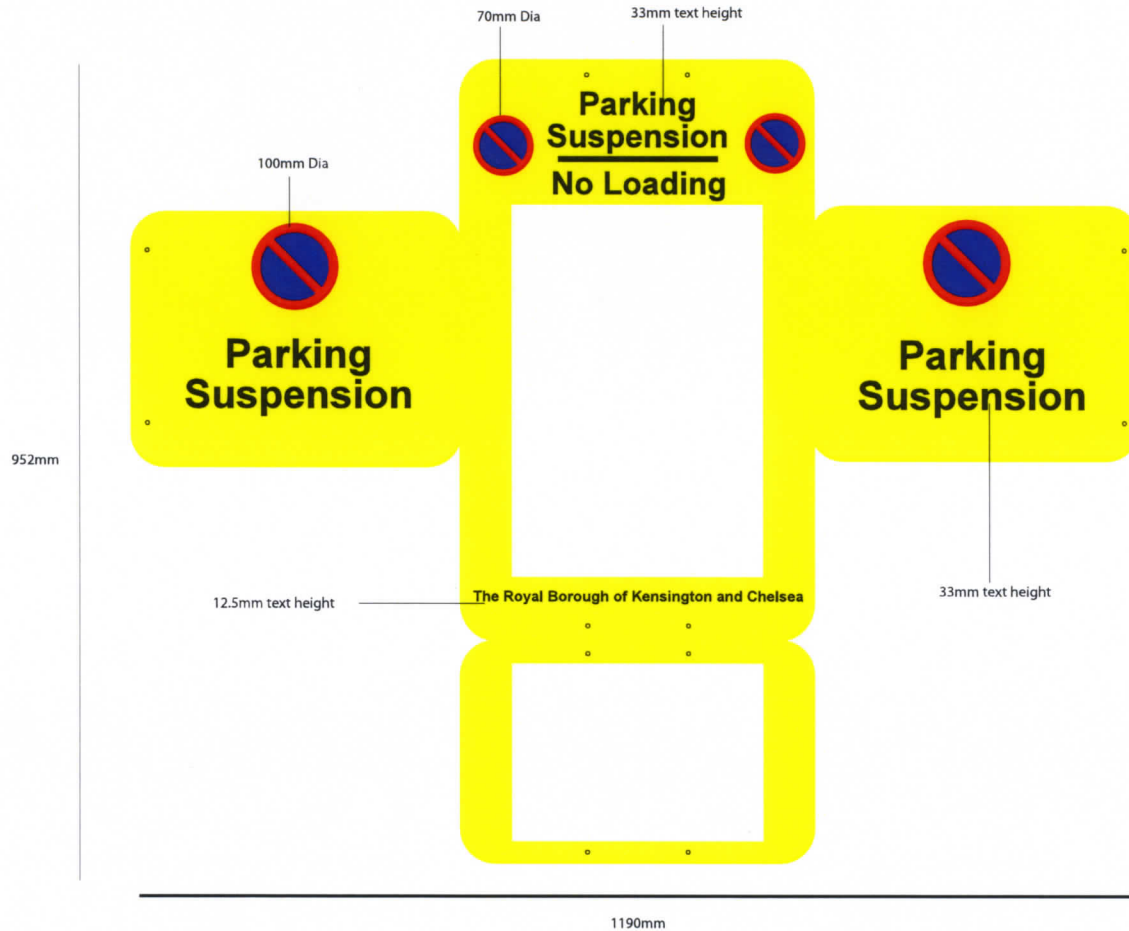 70mm Dia
33mm text height
Parking
Suspension
No Loading
100mm Dia
Parking
Suspension
Parking
Suspension
952mm
12.5mm text height
The Royal Borough of Kensington and Chelsea
33mm text height
1190mm